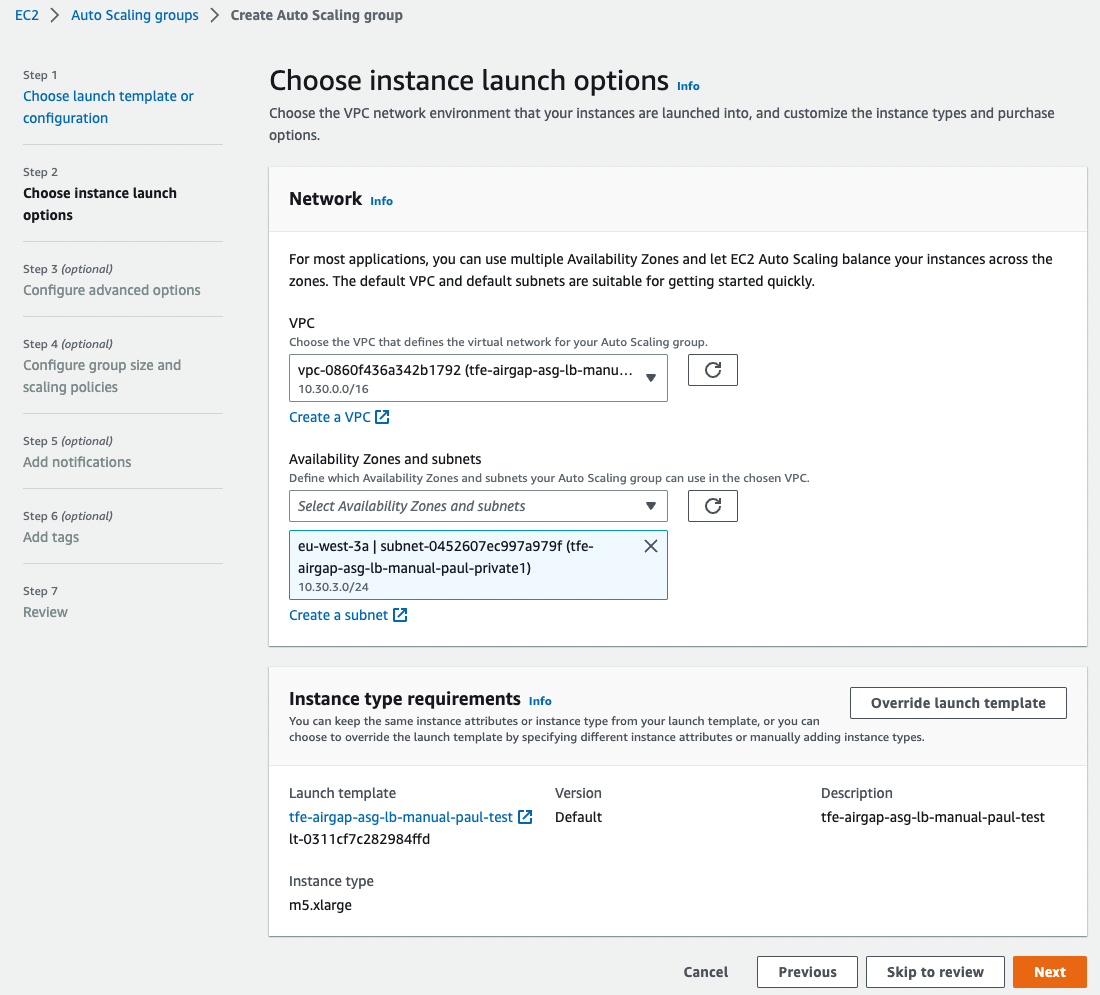 EC2 > Auto Scaling groups > Create Auto Scaling group
Step 1
Choose launch template or
configuration
Step 2
Choose instance launch
options
Step 3 (optional)
Configure advanced options
Step 4 (optional)
Configure group size and
scaling policies
Step 5 (optional)
Add notifications
Step 6 (optional)
Add tags
Step 7
Review
Choose instance launch options Info
Choose the VPC network environment that your instances are launched into, and customize the instance types and purchase
options.
Network Info
For most applications, you can use multiple Availability Zones and let EC2 Auto Scaling balance your instances across the
zones. The default VPC and default subnets are suitable for getting started quickly.
VPC
Choose the VPC that defines the virtual network for your Auto Scaling group.
vpc-0860f436a342b1792 (tfe-airgap-asg-lb-manu...
10.30.0.0/16
Create a VPC
Availability Zones and subnets
Define which Availability Zones and subnets your Auto Scaling group can use in the chosen VPC.
Select Availability Zones and subnets
eu-west-3a | subnet-0452607ec997a979f (tfe-
airgap-asg-lb-manual-paul-private1)
10.30.3.0/24
Create a subnet
Instance type requirements Info
Override launch template
You can keep the same instance attributes or instance type from your launch template, or you can
choose to override the launch template by specifying different instance attributes or manually adding instance types.
Launch template
tfe-airgap-asg-lb-manual-paul-test
lt-0311cf7c282984ffd
Version
Default
Description
tfe-airgap-asg-lb-manual-paul-test
Instance type
m5.xlarge
Cancel
Previous
Skip to review
Next